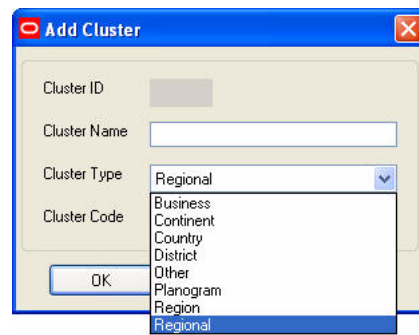 Add Cluster
Cluster ID
Cluster Name
Cluster Type
Regional
Business
Continent
Country
District
Other
Planogram
Region
Regional
Cluster Code
OK